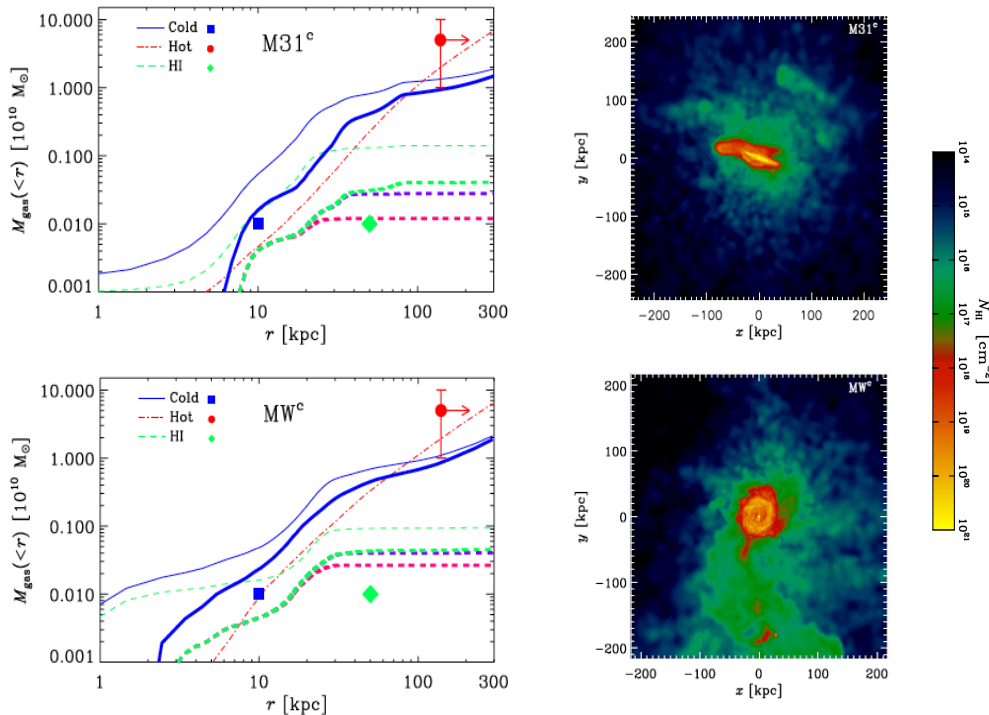 10.000
1.000
0.100
0.010
0.001
M_gas(<r) [10^10 M_⊙]
Cold
Hot
HI
M31^c
1
10
100
300
r [kpc]
M31^c
200
100
0
-100
-200
y [kpc]
-200
-100
0
100
200
x [kpc]
10.000
1.000
0.100
0.010
0.001
M_gas(<r) [10^10 M_⊙]
Cold
Hot
HI
MW^c
1
10
100
300
r [kpc]
MW^c
200
100
0
-100
-200
y [kpc]
-200
-100
0
100
200
x [kpc]
10^14
10^15
10^16
10^17
10^18
10^19
10^20
10^21
N_HI [cm^-2]